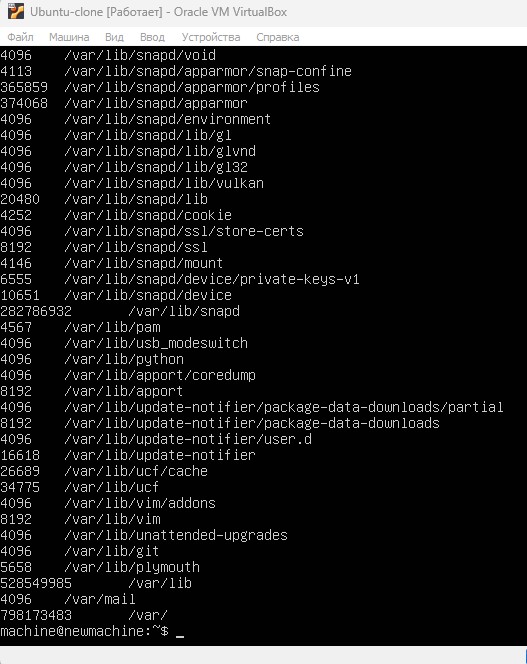 Ubuntu-clone [Работает] - Oracle VM VirtualBox
Файл Машина Вид Ввод Устройства Справка
4096 /var/lib/snapd/void
4113 /var/lib/snapd/apparmor/snap-confine
365859 /var/lib/snapd/apparmor/profiles
374068 /var/lib/snapd/apparmor
4096 /var/lib/snapd/environment
4096 /var/lib/snapd/lib/gl
4096 /var/lib/snapd/lib/glvnd
4096 /var/lib/snapd/lib/gl32
4096 /var/lib/snapd/lib/vulkan
20480 /var/lib/snapd/lib
4252 /var/lib/snapd/cookie
4096 /var/lib/snapd/ssl/store-certs
8192 /var/lib/snapd/ssl
4146 /var/lib/snapd/mount
6555 /var/lib/snapd/device/private-keys-v1
10651 /var/lib/snapd/device
282786932 /var/lib/snapd
4567 /var/lib/pam
4096 /var/lib/usb_modeswitch
4096 /var/lib/python
4096 /var/lib/apport/coredump
8192 /var/lib/apport
4096 /var/lib/update-notifier/package-data-downloads/partial
8192 /var/lib/update-notifier/package-data-downloads
4096 /var/lib/update-notifier/user.d
16618 /var/lib/update-notifier
26689 /var/lib/ucf/cache
34775 /var/lib/ucf
4096 /var/lib/vim/addons
8192 /var/lib/vim
4096 /var/lib/unattended-upgrades
4096 /var/lib/git
5658 /var/lib/plymouth
528549985 /var/lib
4096 /var/mail
798173483 /var/
machine@newmachine:~$ _